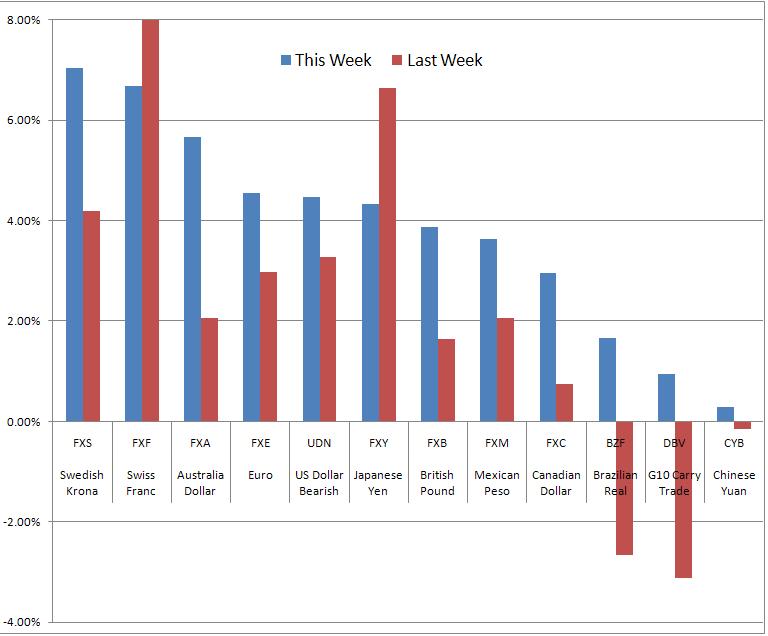 8.00%
This Week Last Week
6.00%
4.00%
2.00%
0.00%
FXS FXF FXA FXE UDN FXY FXB FXM FXC BZF DBV CYB
Swedish Swiss Australia Euro US Dollar Japanese British Mexican Canadian Brazilian G10 Carry Chinese
Krona Franc Dollar Bearish Yen Pound Peso Dollar Real Trade Yuan
-2.00%
-4.00%